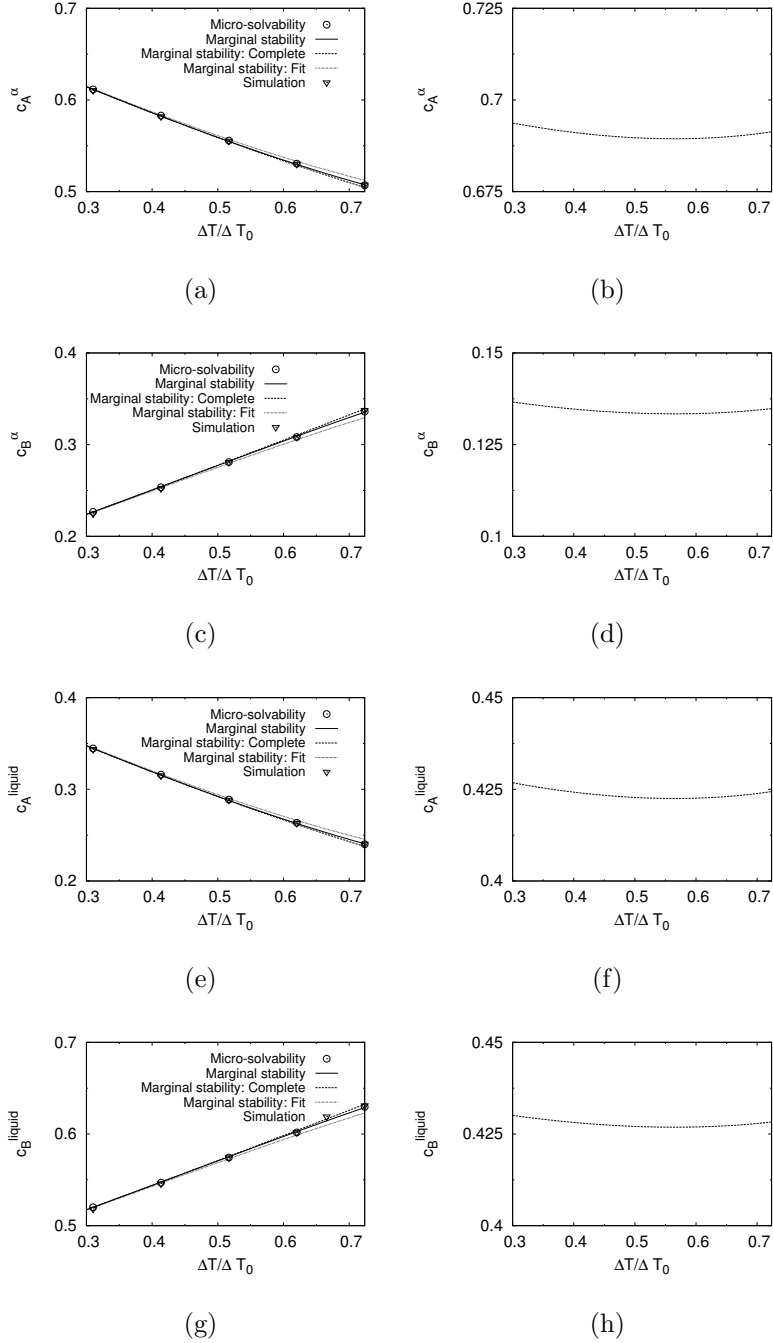 0.7
0.6
0.5
0.3 0.4 0.5 0.6 0.7
c_A^α
ΔT/Δ T_0
Micro-solvability
Marginal stability
Marginal stability: Complete
Marginal stability: Fit
Simulation
(a)
0.725
0.7
0.675
0.3 0.4 0.5 0.6 0.7
c_A^α
ΔT/Δ T_0
(b)
0.4
0.3
0.2
0.3 0.4 0.5 0.6 0.7
c_B^α
ΔT/Δ T_0
Micro-solvability
Marginal stability
Marginal stability: Complete
Marginal stability: Fit
Simulation
(c)
0.15
0.125
0.1
0.3 0.4 0.5 0.6 0.7
c_B^α
ΔT/Δ T_0
(d)
0.4
0.3
0.2
0.3 0.4 0.5 0.6 0.7
c_A^liquid
ΔT/Δ T_0
Micro-solvability
Marginal stability
Marginal stability: Complete
Marginal stability: Fit
Simulation
(e)
0.45
0.425
0.4
0.3 0.4 0.5 0.6 0.7
c_A^liquid
ΔT/Δ T_0
(f)
0.7
0.6
0.5
0.3 0.4 0.5 0.6 0.7
c_B^liquid
ΔT/Δ T_0
Micro-solvability
Marginal stability
Marginal stability: Complete
Marginal stability: Fit
Simulation
(g)
0.45
0.425
0.4
0.3 0.4 0.5 0.6 0.7
c_B^liquid
ΔT/Δ T_0
(h)